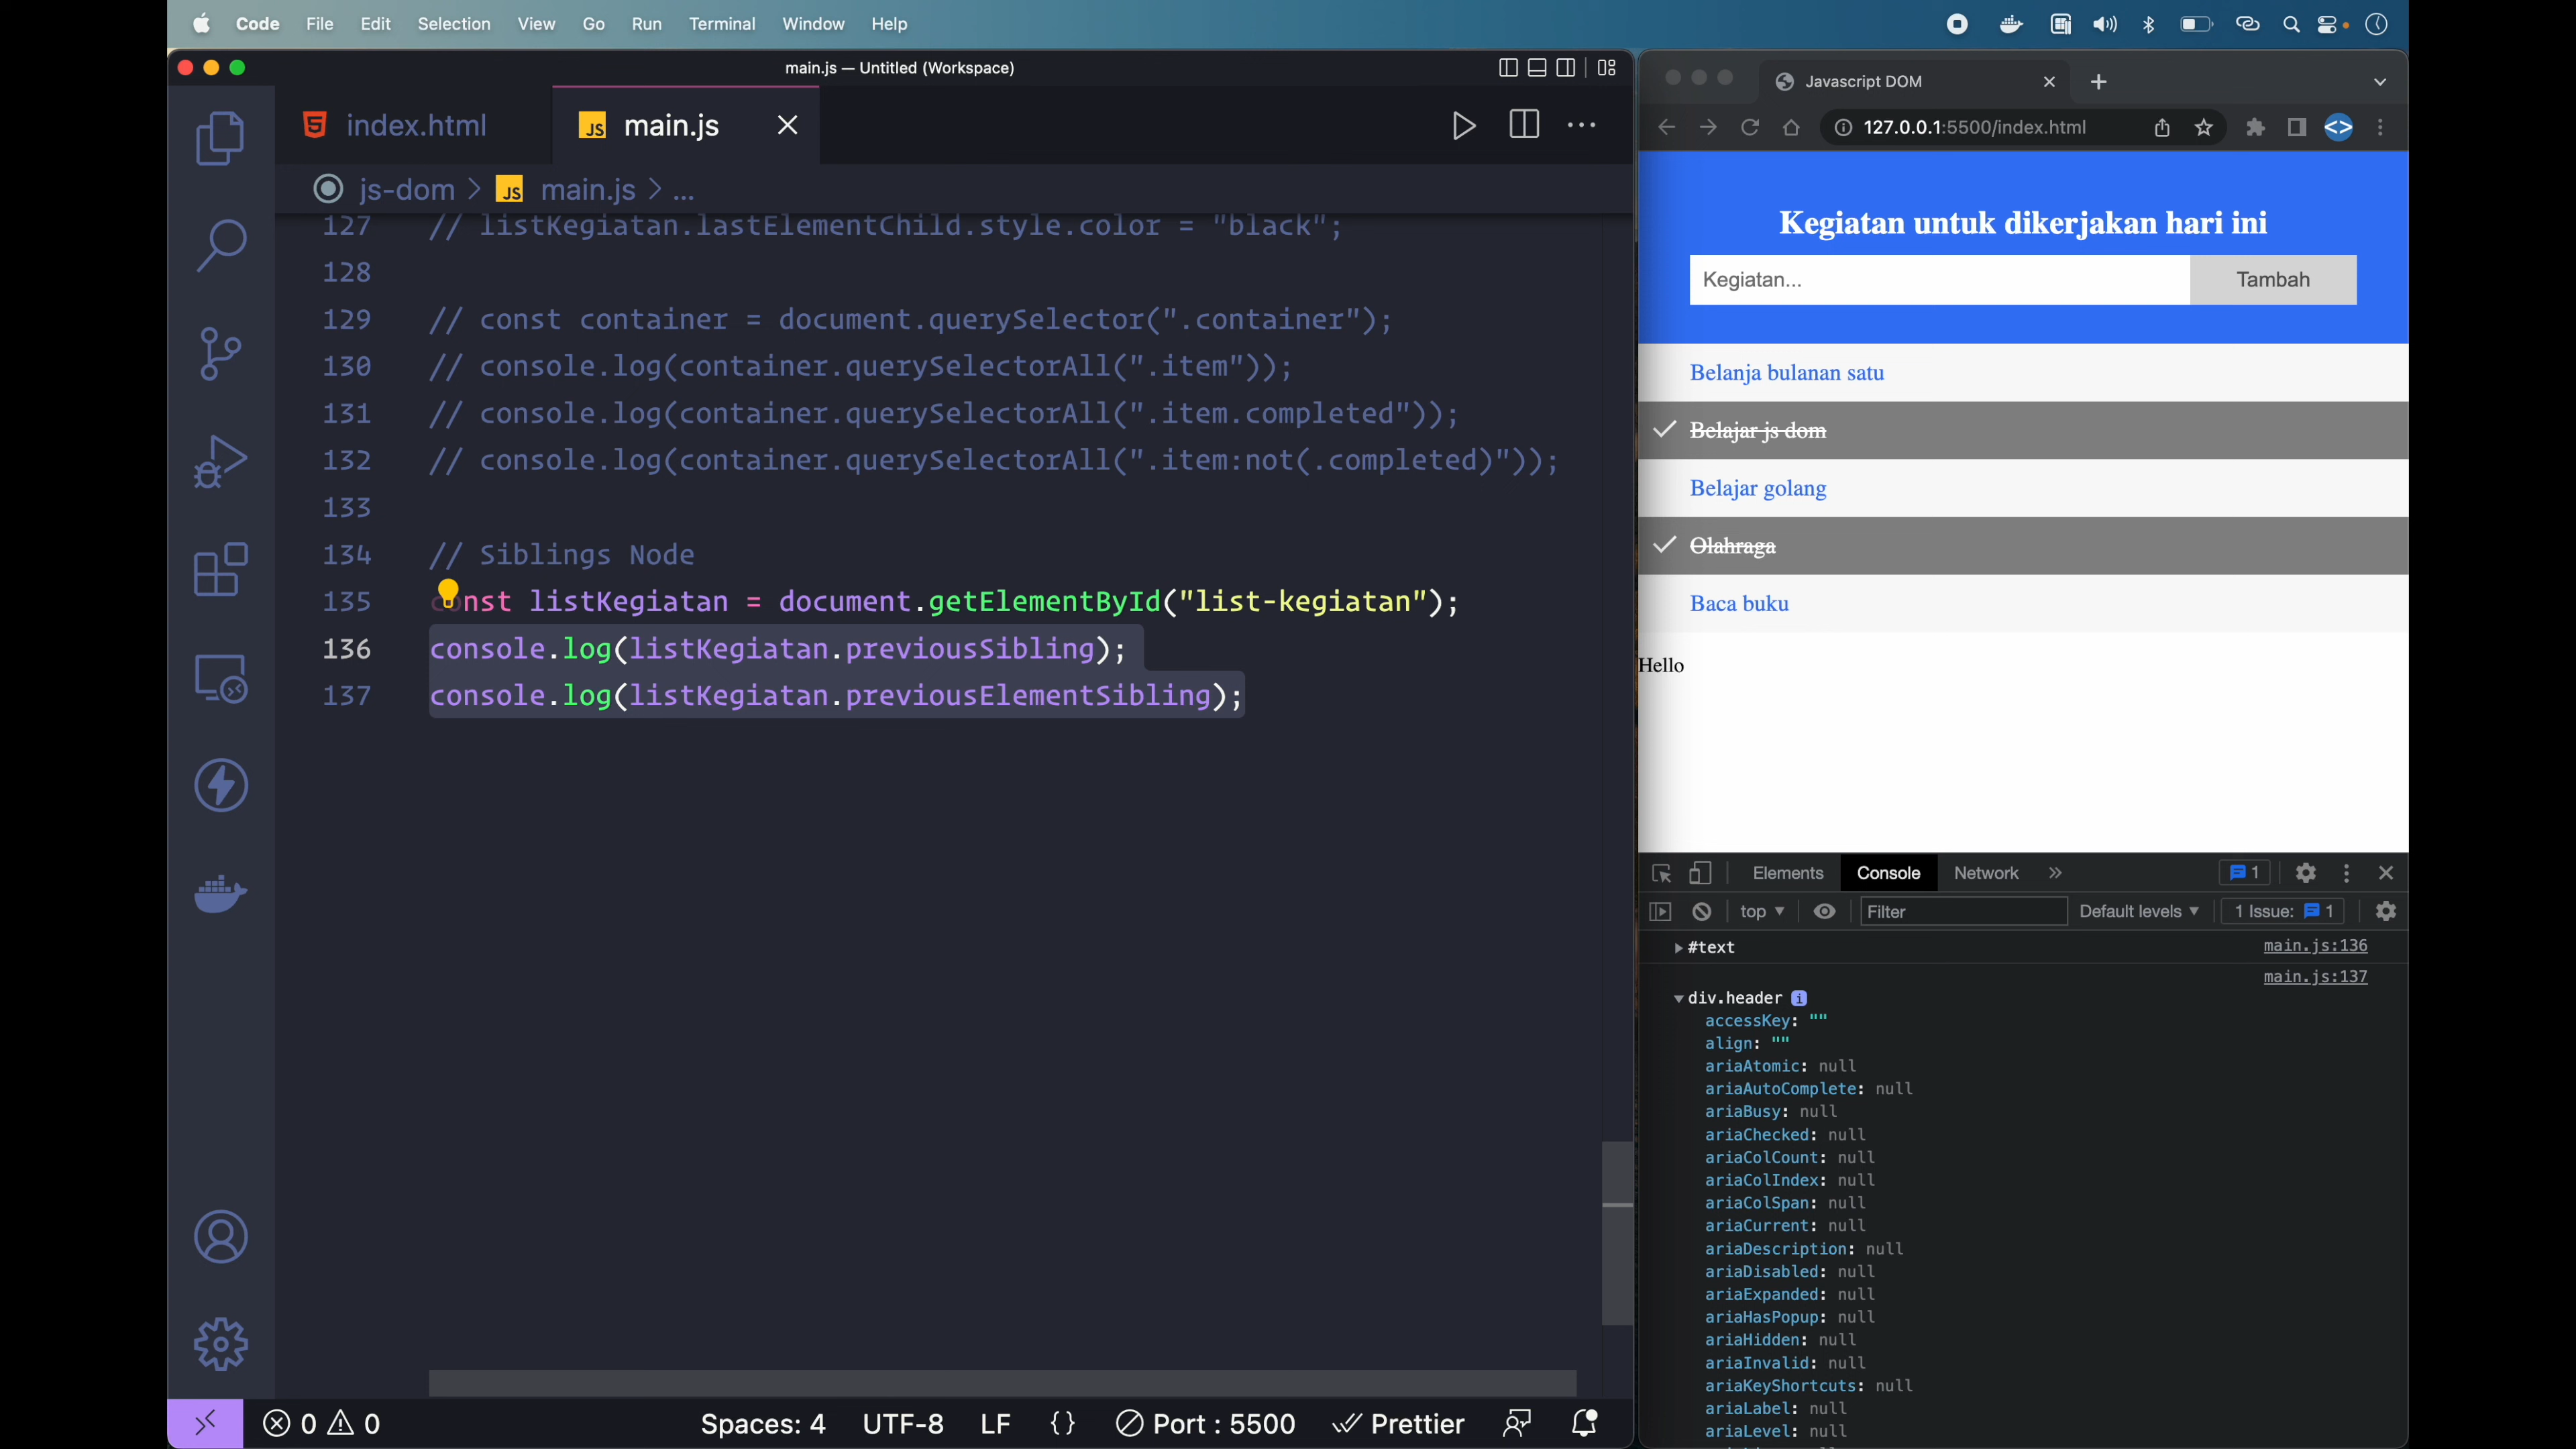 Code File Edit Selection View Go Run Terminal Window Help
main.js — Untitled (Workspace)
index.html
JS main.js
js-dom > JS main.js > ...
127 // listKegiatan.lastElementChild.style.color = "black";
128
129 // const container = document.querySelector(".container");
130 // console.log(container.querySelectorAll(".item"));
131 // console.log(container.querySelectorAll(".item.completed"));
132 // console.log(container.querySelectorAll(".item:not(.completed)"));
133
134 // Siblings Node
135 const listKegiatan = document.getElementById("list-kegiatan");
136 console.log(listKegiatan.previousSibling);
137 console.log(listKegiatan.previousElementSibling);
0 0 Spaces: 4 UTF-8 LF {} Port : 5500 Prettier
Javascript DOM
127.0.0.1:5500/index.html
Kegiatan untuk dikerjakan hari ini
Kegiatan... Tambah
Belanja bulanan satu
Belajar js dom
Belajar golang
Olahraga
Baca buku
Hello
Elements Console Network » 1
top Filter Default levels 1 Issue: 1
#text main.js:136
main.js:137
div.header i
accessKey: ""
align: ""
ariaAtomic: null
ariaAutoComplete: null
ariaBusy: null
ariaChecked: null
ariaColCount: null
ariaColIndex: null
ariaColSpan: null
ariaCurrent: null
ariaDescription: null
ariaDisabled: null
ariaExpanded: null
ariaHasPopup: null
ariaHidden: null
ariaInvalid: null
ariaKeyShortcuts: null
ariaLabel: null
ariaLevel: null